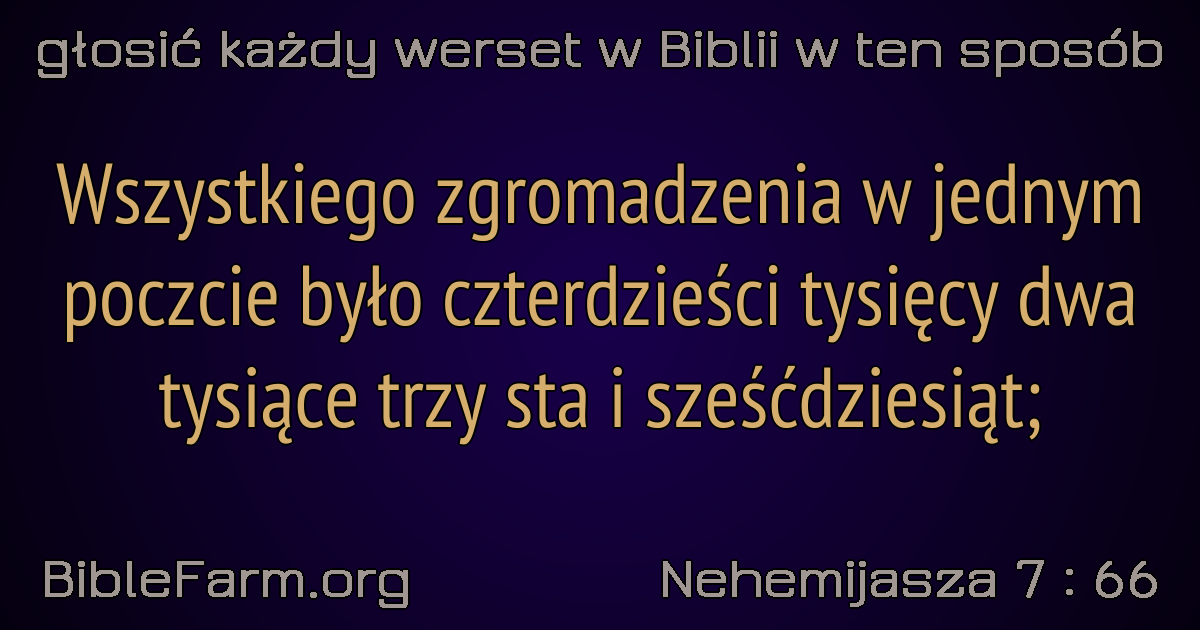 głosić każdy werset w Biblii w ten sposób
Wszystkiego zgromadzenia w jednym
poczcie było czterdzieści tysięcy dwa
tysiące trzy sta i sześćdziesiąt;
BibleFarm.org
Nehemijasza 7 : 66